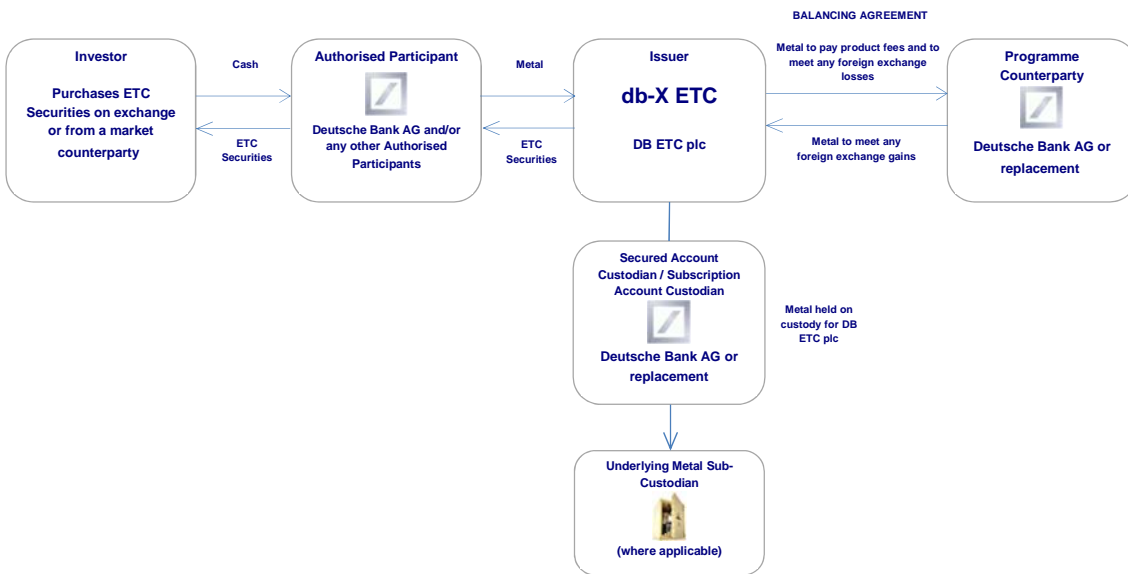 BALANCING AGREEMENT
Investor
Purchases ETC
Securities on exchange
or from a market
counterparty
Cash
ETC
Securities
Authorised Participant
Deutsche Bank AG and/or
any other Authorised
Participants
Metal
ETC
Securities
Issuer
db-X ETC
DB ETC plc
Metal to pay product fees and to
meet any foreign exchange
losses
Metal to meet any
foreign exchange gains
Programme
Counterparty
Deutsche Bank AG or
replacement
Secured Account
Custodian / Subscription
Account Custodian
Deutsche Bank AG or
replacement
Metal held on
custody for DB
ETC plc
Underlying Metal Sub-
Custodian
(where applicable)